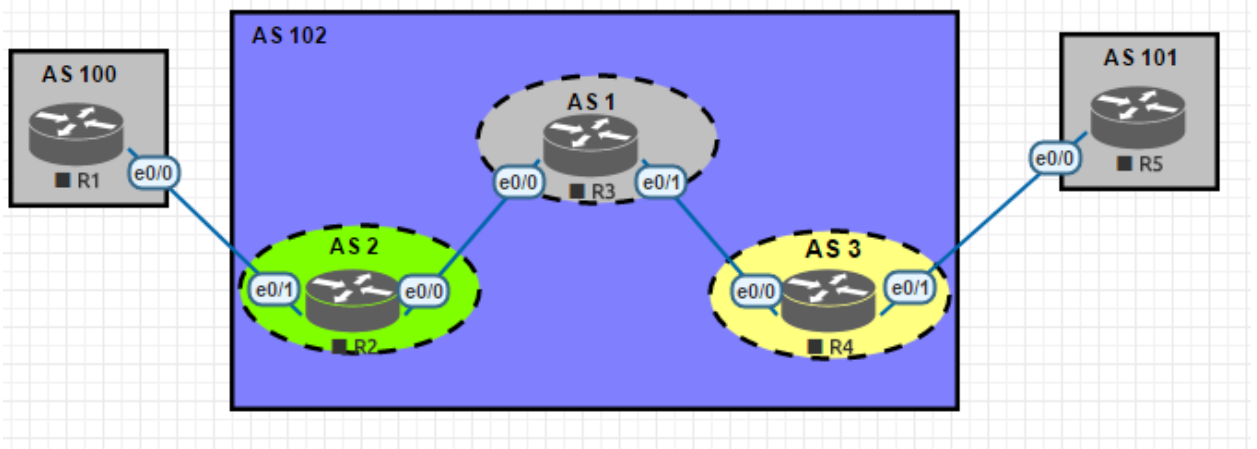 AS 102
AS 100
AS 101
AS 1
R1
e0/0
e0/0
R3
e0/1
e0/0
R5
AS 2
AS 3
e0/1
e0/0
e0/0
e0/1
R2
R4